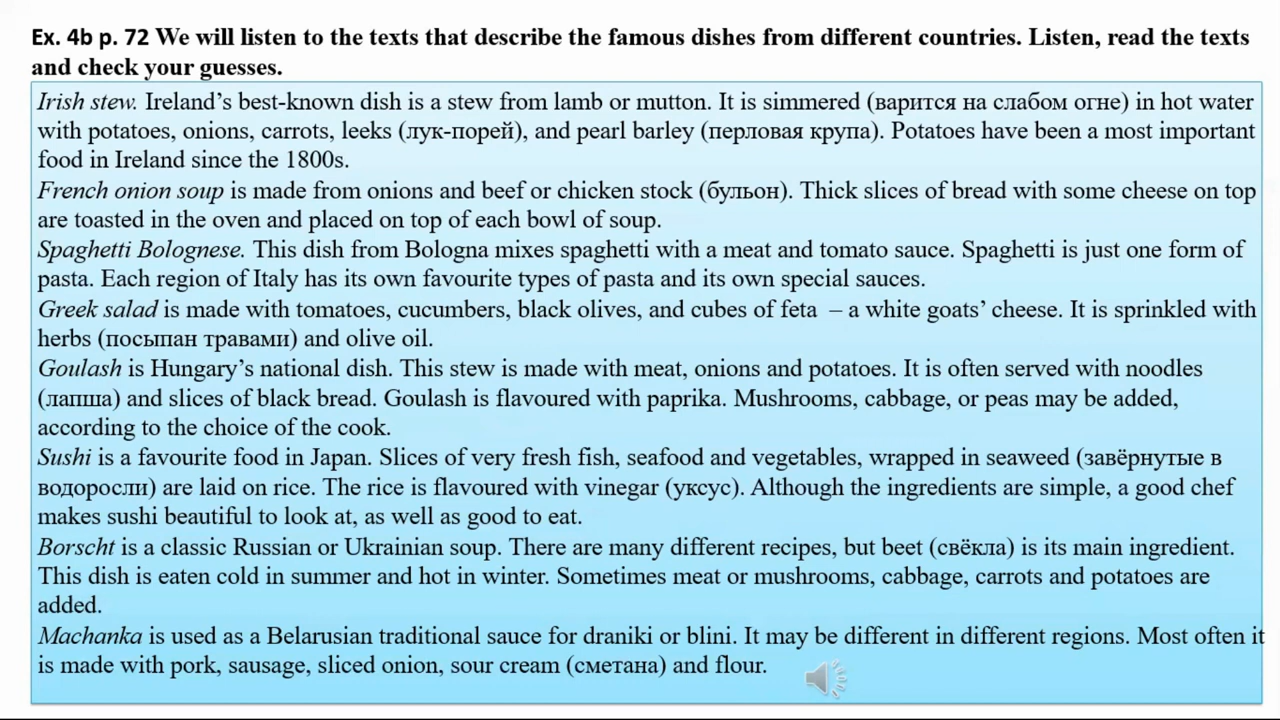 Ex. 4b p. 72 We will listen to the texts that describe the famous dishes from different countries. Listen, read the texts
and check your guesses.
Irish stew. Ireland's best-known dish is a stew from lamb or mutton. It is simmered (варится на слабом огне) in hot water
with potatoes, onions, carrots, leeks (лук-порей), and pearl barley (перловая крупа). Potatoes have been a most important
food in Ireland since the 1800s.
French onion soup is made from onions and beef or chicken stock (бульон). Thick slices of bread with some cheese on top
are toasted in the oven and placed on top of each bowl of soup.
Spaghetti Bolognese. This dish from Bologna mixes spaghetti with a meat and tomato sauce. Spaghetti is just one form of
pasta. Each region of Italy has its own favourite types of pasta and its own special sauces.
Greek salad is made with tomatoes, cucumbers, black olives, and cubes of feta – a white goats' cheese. It is sprinkled with
herbs (посыпан травами) and olive oil.
Goulash is Hungary's national dish. This stew is made with meat, onions and potatoes. It is often served with noodles
(лапша) and slices of black bread. Goulash is flavoured with paprika. Mushrooms, cabbage, or peas may be added,
according to the choice of the cook.
Sushi is a favourite food in Japan. Slices of very fresh fish, seafood and vegetables, wrapped in seaweed (завёрнутые в
водоросли) are laid on rice. The rice is flavoured with vinegar (уксус). Although the ingredients are simple, a good chef
makes sushi beautiful to look at, as well as good to eat.
Borscht is a classic Russian or Ukrainian soup. There are many different recipes, but beet (свёкла) is its main ingredient.
This dish is eaten cold in summer and hot in winter. Sometimes meat or mushrooms, cabbage, carrots and potatoes are
added.
Machanka is used as a Belarusian traditional sauce for draniki or blini. It may be different in different regions. Most often it
is made with pork, sausage, sliced onion, sour cream (сметана) and flour.